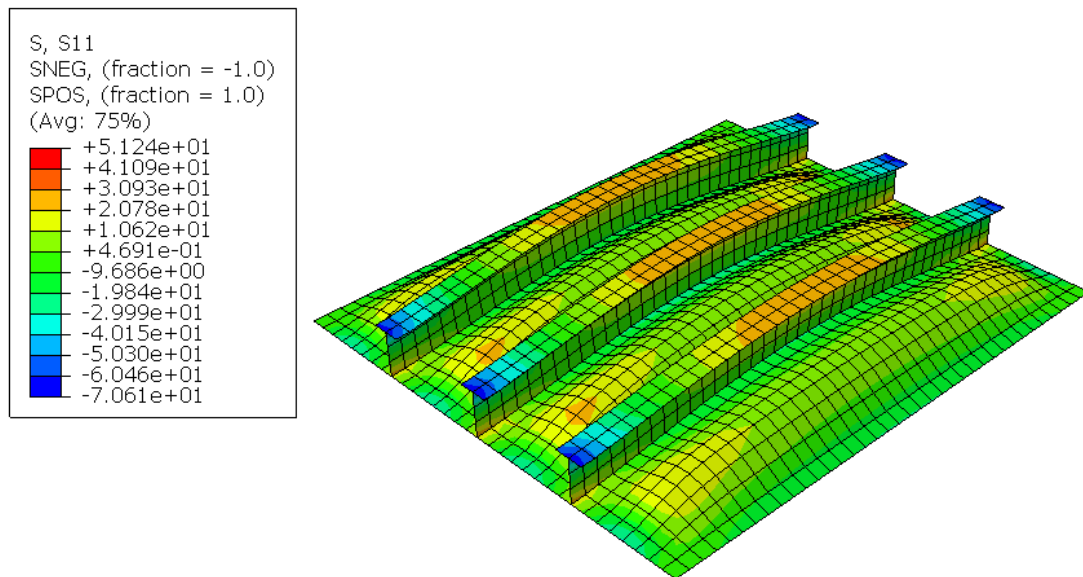 S, S11
SNEG, (fraction = -1.0)
SPOS, (fraction = 1.0)
(Avg: 75%)
+5.124e+01
+4.109e+01
+3.093e+01
+2.078e+01
+1.062e+01
+4.691e-01
-9.686e+00
-1.984e+01
-2.999e+01
-4.015e+01
-5.030e+01
-6.046e+01
-7.061e+01